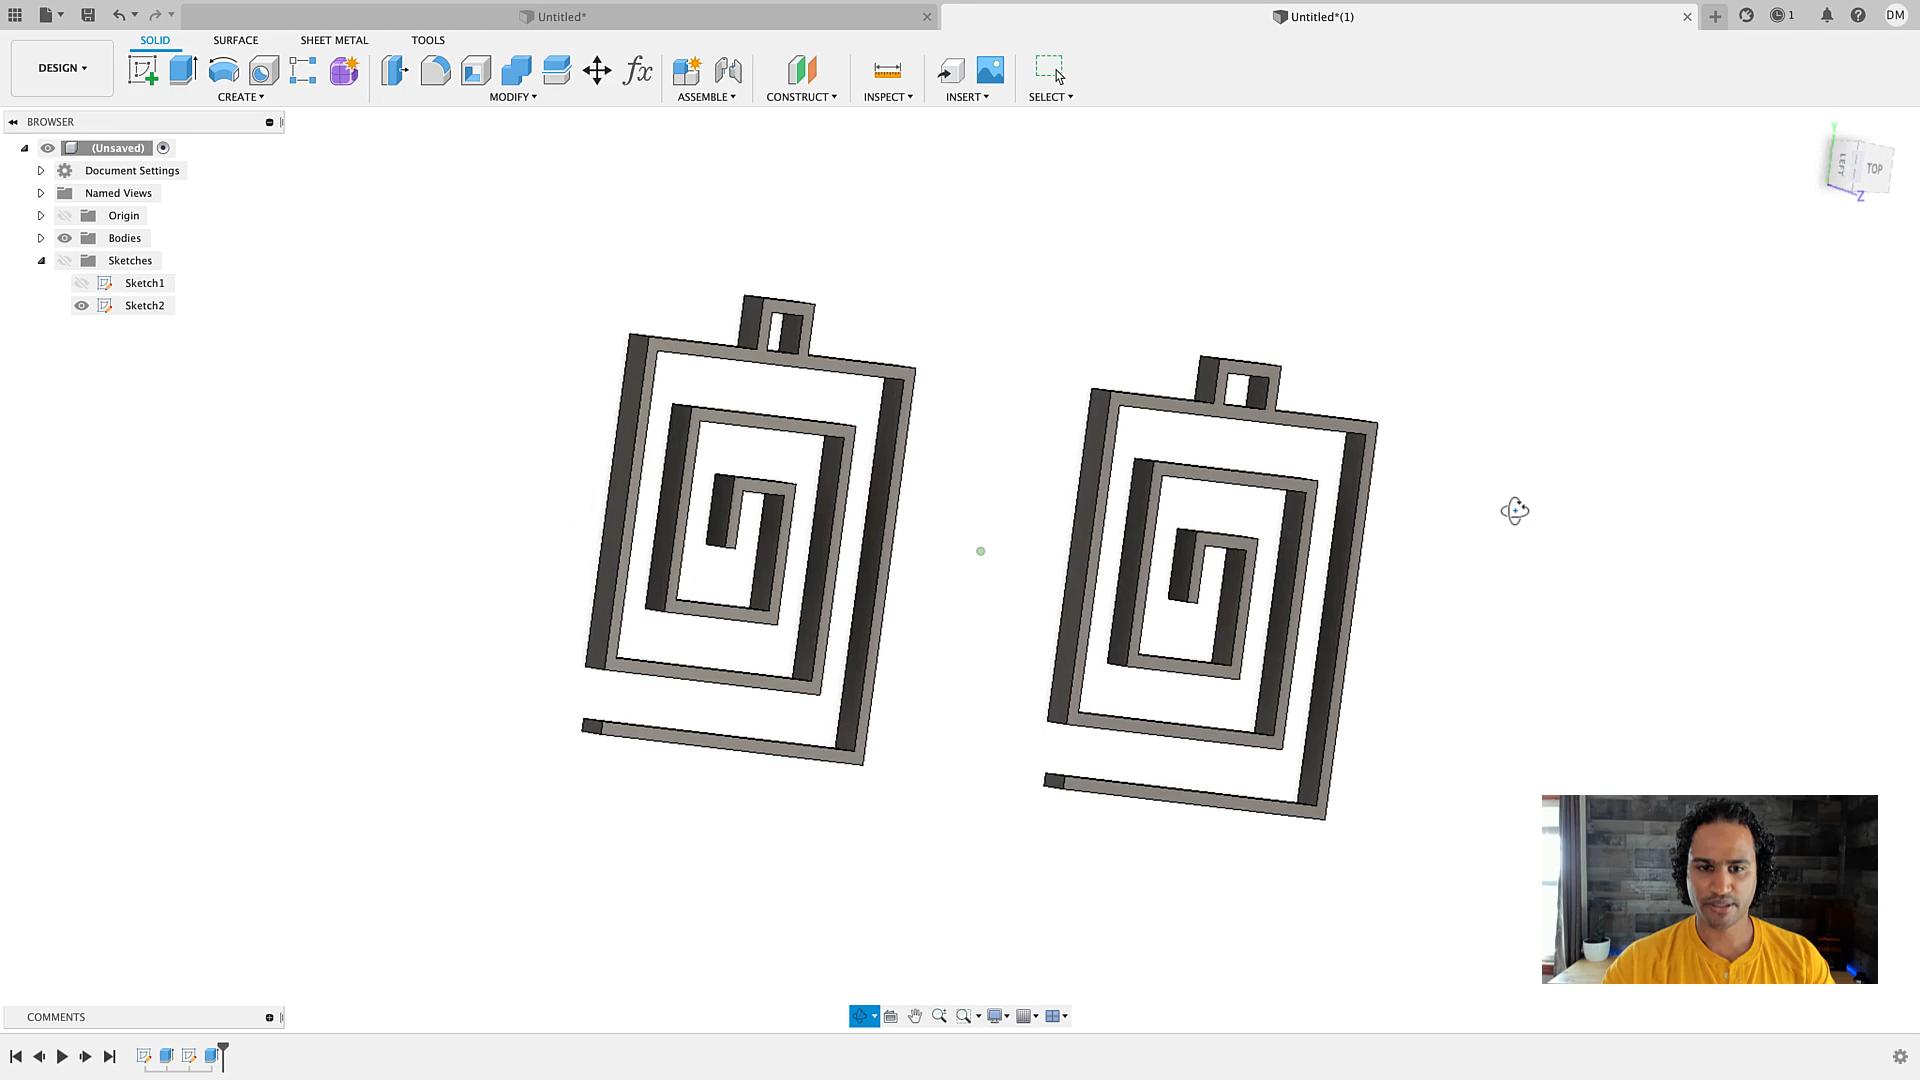 Untitled*
Untitled*(1)
1
DM
DESIGN
SOLID
SURFACE
SHEET METAL
TOOLS
fx
CREATE
MODIFY
ASSEMBLE
CONSTRUCT
INSPECT
INSERT
SELECT
BROWSER
(Unsaved)
Document Settings
Named Views
Origin
Bodies
Sketches
Sketch1
Sketch2
Y
LEFT
TOP
Z
COMMENTS